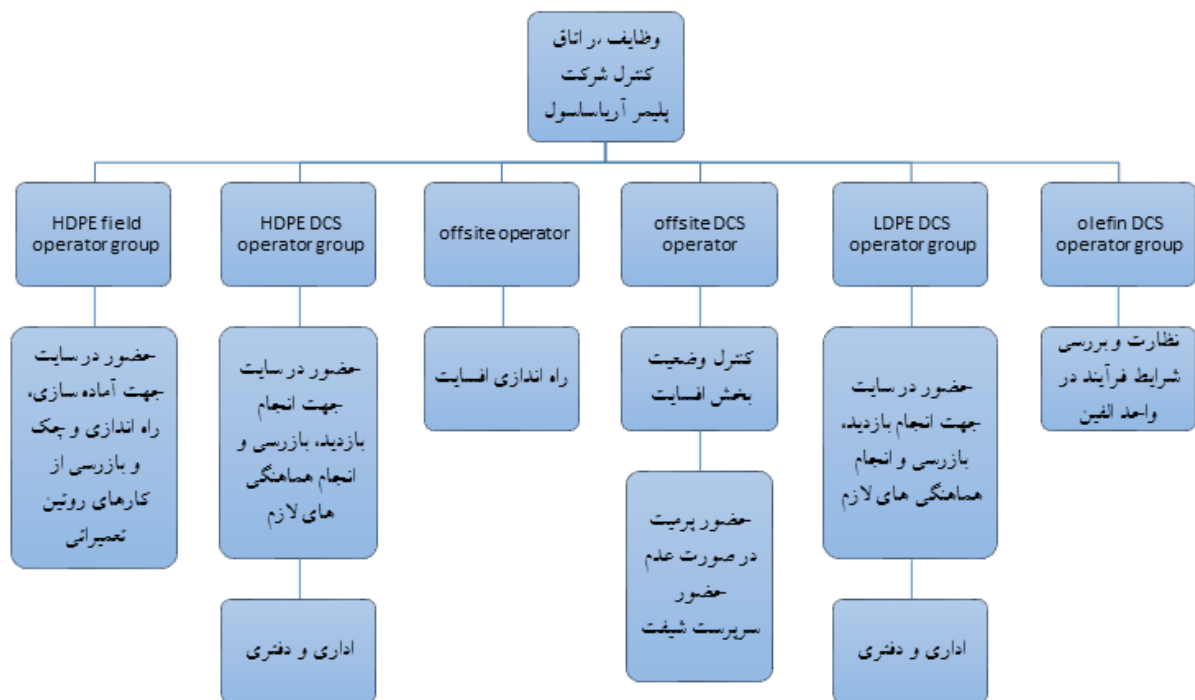 وظایف در اتاق
کنترل شرکت
پلیمر آریاساسول
HDPE field
operator group
HDPE DCS
operator group
offsite operator
offsite DCS
operator
LDPE DCS
operator group
olefin DCS
operator group
حضور در سایت
جهت آماده سازی،
راه اندازی و چک
و بازرسی از
کارهای روتین
تعمیراتی
حضور در سایت
جهت انجام
بازدید، بازرسی و
انجام هماهنگی
های لازم
راه اندازی افسایت
کنترل وضعیت
بخش افسایت
حضور در سایت
جهت انجام بازدید،
بازرسی و انجام
هماهنگی های لازم
نظارت و بررسی
شرایط فرآیند در
واحد الفین
اداری و دفتری
حضور پرمیت
در صورت عدم
حضور
سرپرست شیفت
اداری و دفتری